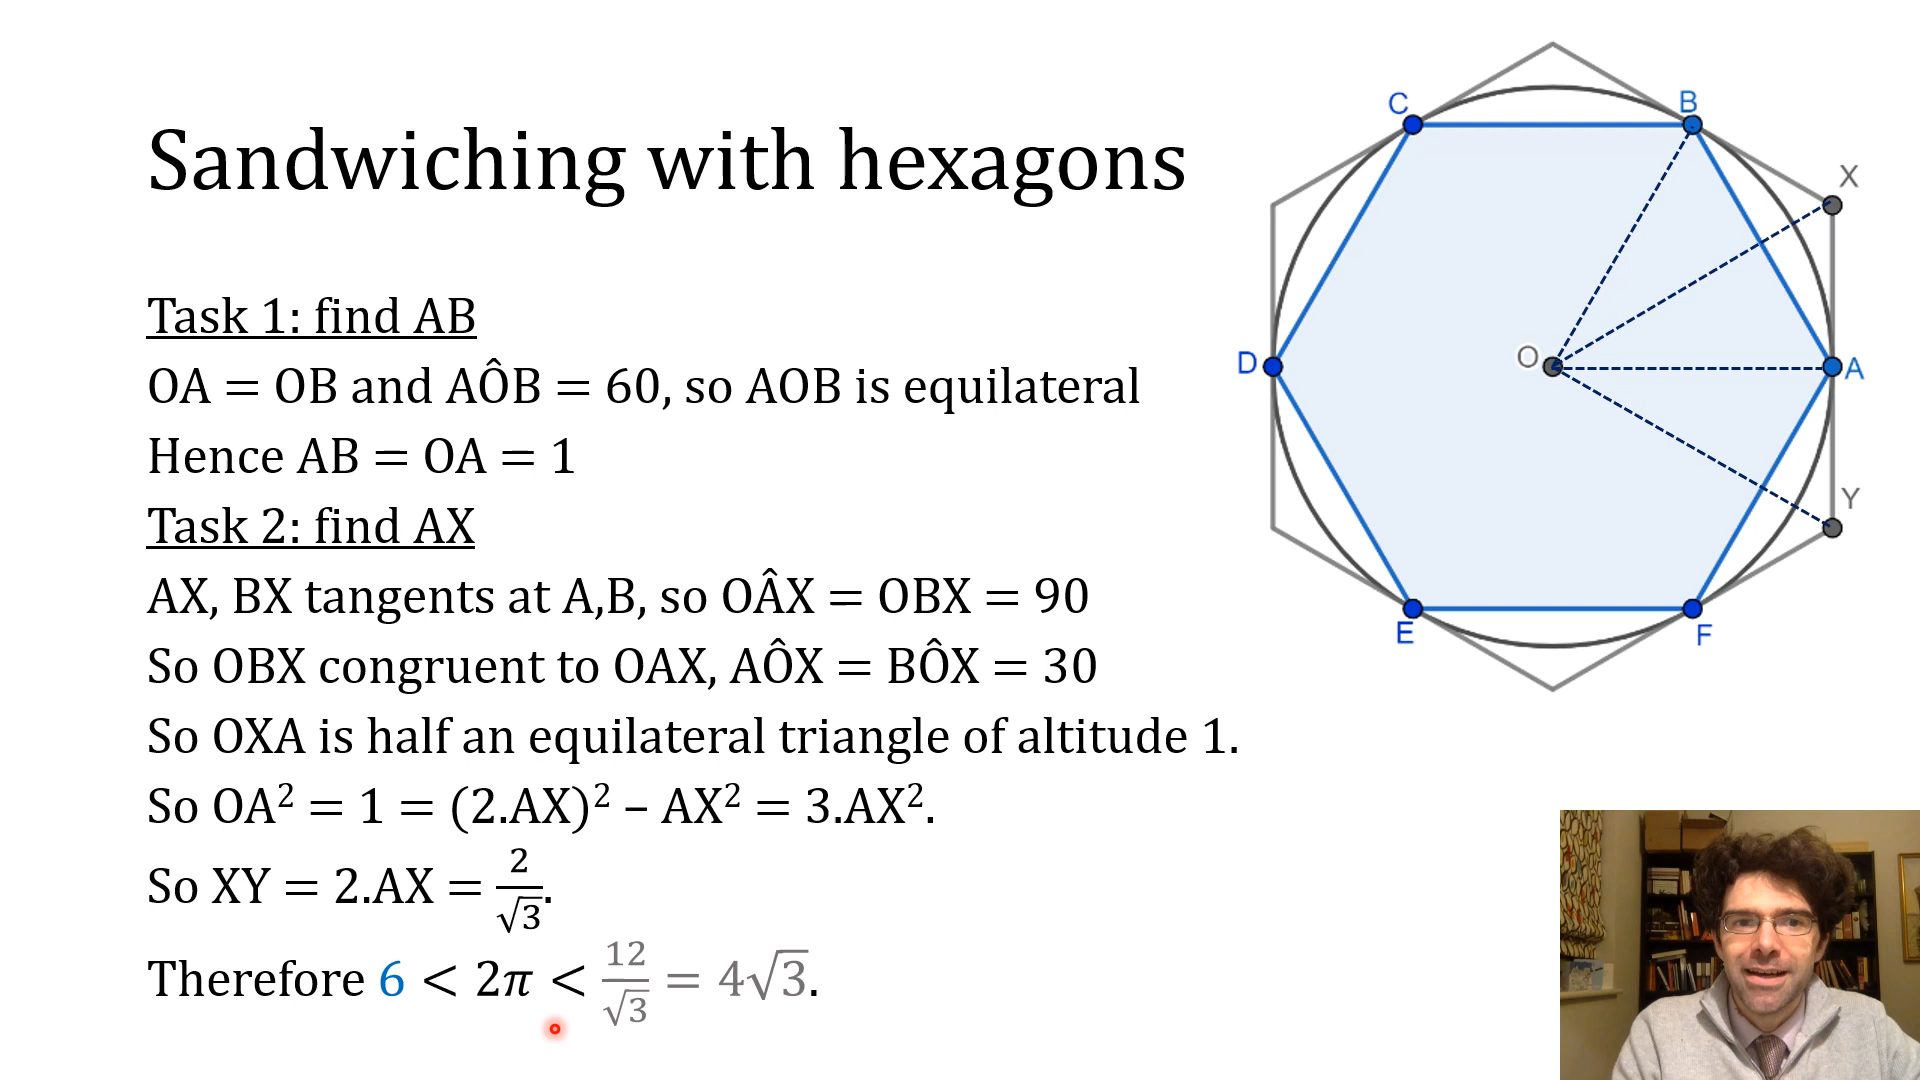 Sandwiching with hexagons
Task 1: find AB
OA = OB and AÔB = 60, so AOB is equilateral
Hence AB = OA = 1
Task 2: find AX
AX, BX tangents at A,B, so OÂX = OBX = 90
So OBX congruent to OAX, AÔX = BÔX = 30
So OXA is half an equilateral triangle of altitude 1.
So OA² = 1 = (2.AX)² – AX² = 3.AX².
So XY = 2.AX = 2/√3.
Therefore 6 < 2π < 12/√3 = 4√3.
C
B
X
D
O
A
Y
E
F